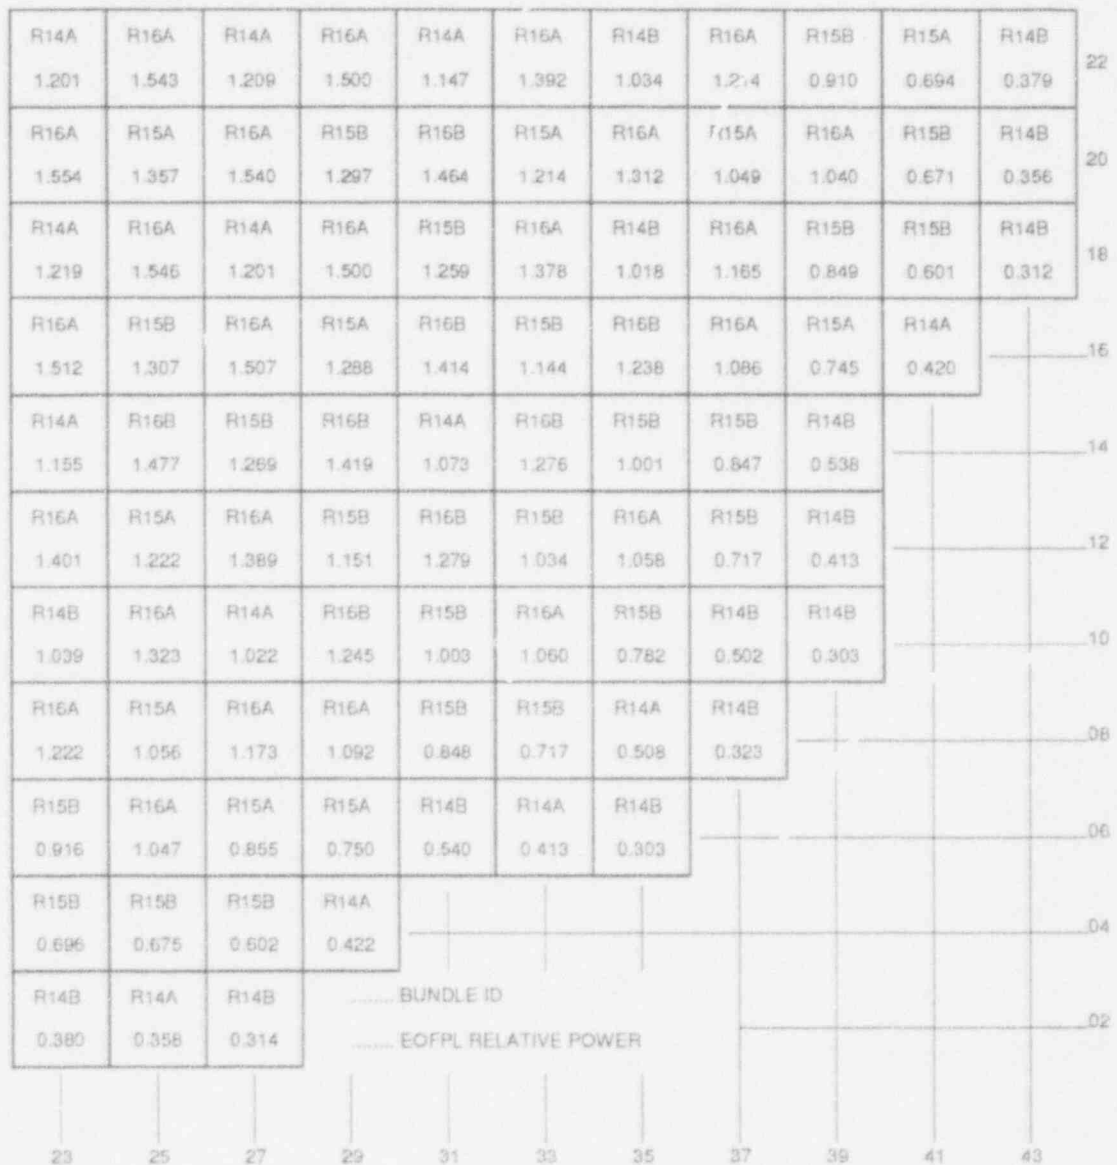 R14A R16A R14A R16A R14A R16A R14B R16A R15B R15A R14B
1.201 1.543 1.209 1.500 1.147 1.392 1.034 0.910 0.694 0.379 22
R16A R15A R16A R15B R16B R15A R16A R15A R16A R15B R14B
1.554 1.357 1.540 1.297 1.464 1.214 1.312 1.049 1.040 0.671 0.356 20
R14A R16A R14A R16A R15B R16A R14B R16A R15B R15B R14B
1.219 1.546 1.201 1.500 1.259 1.378 1.018 1.165 0.849 0.601 0.312 18
R16A R15B R16A R15A R16B R15B R16B R16A R15A R14A
1.512 1.307 1.507 1.288 1.414 1.144 1.238 1.086 0.745 0.420 16
R14A R16B R15B R16B R14A R16B R15B R15B R14B
1.155 1.477 1.269 1.419 1.073 1.276 1.001 0.847 0.538 14
R16A R15A R16A R15B R16B R15B R16A R15B R14B
1.401 1.222 1.389 1.151 1.279 1.034 1.058 0.717 0.413 12
R14B R16A R14A R16B R15B R16A R15B R14B R14B
1.039 1.323 1.022 1.245 1.003 1.060 0.782 0.502 0.303 10
R16A R15A R16A R16A R15B R15B R14A R14B
1.222 1.056 1.173 1.092 0.848 0.717 0.508 0.323 08
R15B R16A R15A R15A R14B R14A R14B
0.916 1.047 0.855 0.750 0.540 0.413 0.303 06
R15B R15B R15B R14A
0.696 0.675 0.602 0.422 04
R14B R14A R14B ........ BUNDLE ID
0.380 0.358 0.314 ........ EOFPL RELATIVE POWER 02
23 25 27 29 31 33 35 37 39 41 43